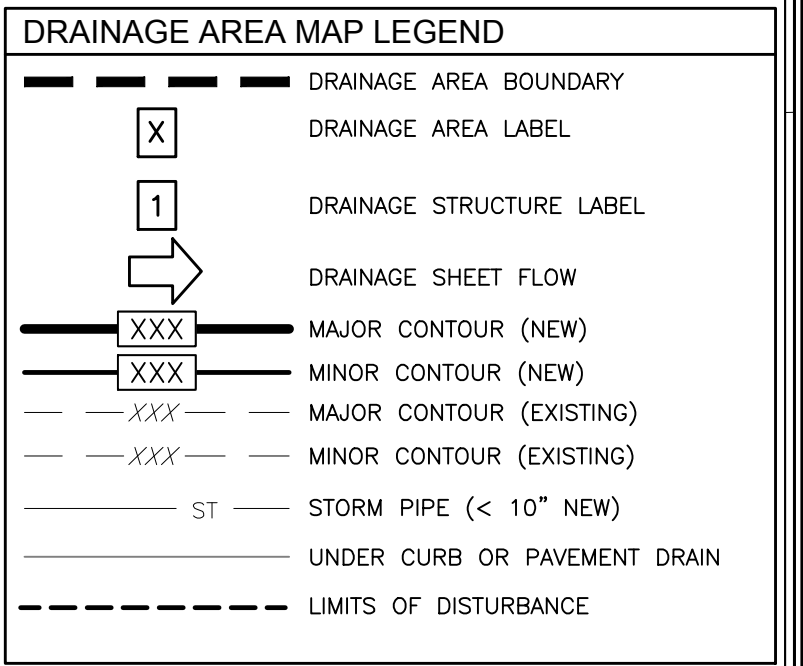 DRAINAGE AREA MAP LEGEND
DRAINAGE AREA BOUNDARY
X DRAINAGE AREA LABEL
1 DRAINAGE STRUCTURE LABEL
DRAINAGE SHEET FLOW
XXX MAJOR CONTOUR (NEW)
XXX MINOR CONTOUR (NEW)
XXX MAJOR CONTOUR (EXISTING)
XXX MINOR CONTOUR (EXISTING)
ST STORM PIPE (< 10" NEW)
UNDER CURB OR PAVEMENT DRAIN
LIMITS OF DISTURBANCE